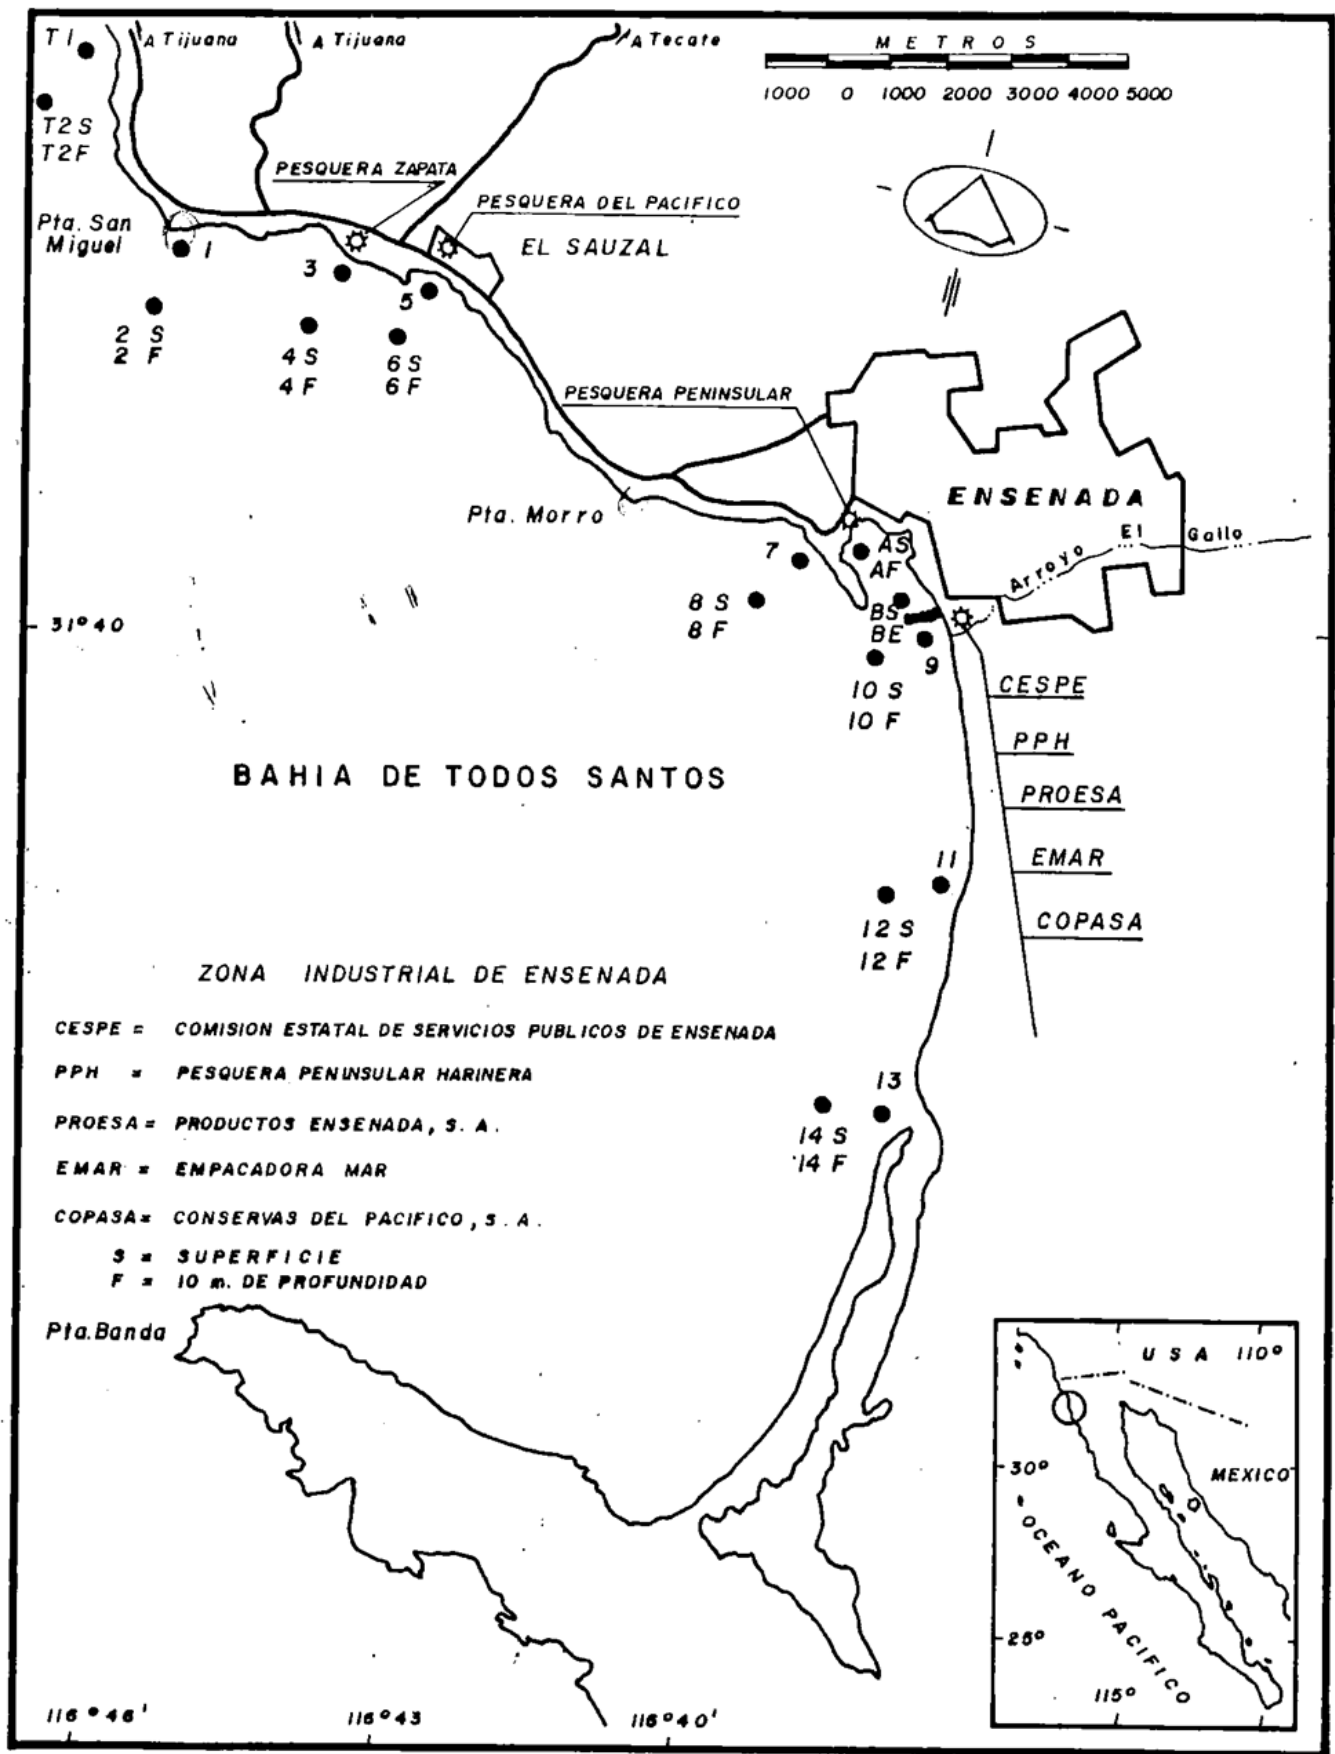 T1
A Tijuana
A Tijuana
A Tecate
METROS
1000 0 1000 2000 3000 4000 5000
T2S
T2F
PESQUERA ZAPATA
PESQUERA DEL PACIFICO
Pta. San
Miguel
1
EL SAUZAL
3
5
2 S
2 F
4 S
4 F
6 S
6 F
PESQUERA PENINSULAR
ENSENADA
Pta. Morro
Arroyo El Gallo
7
AS
AF
8 S
8 F
BS
BE
31°40
9
10 S
10 F
CESPE
PPH
PROESA
EMAR
COPASA
BAHIA DE TODOS SANTOS
11
12 S
12 F
ZONA INDUSTRIAL DE ENSENADA
CESPE = COMISION ESTATAL DE SERVICIOS PUBLICOS DE ENSENADA
PPH = PESQUERA PENINSULAR HARINERA
PROESA = PRODUCTOS ENSENADA, S. A.
EMAR = EMPACADORA MAR
COPASA = CONSERVAS DEL PACIFICO, S. A.
S = SUPERFICIE
F = 10 m. DE PROFUNDIDAD
13
14 S
14 F
Pta. Banda
USA 110°
30°
MEXICO
OCEANO PACIFICO
25°
115°
116°46'
116°43
116°40'